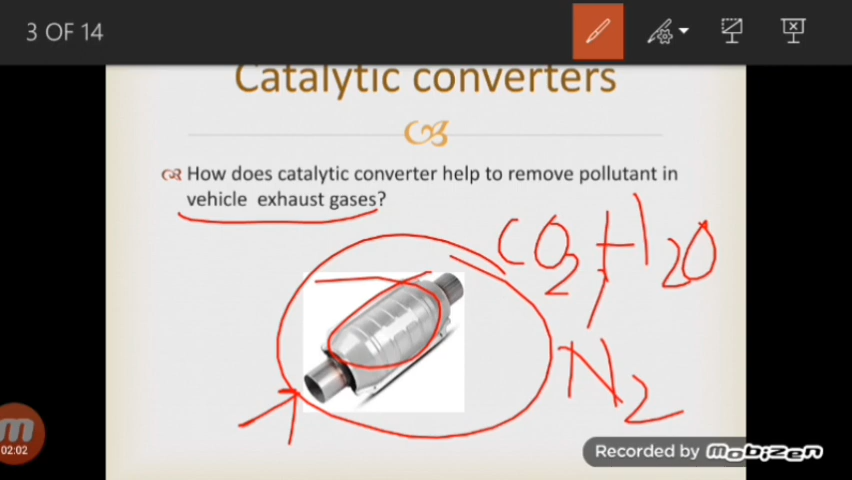 3 OF 14
Catalytic converters
How does catalytic converter help to remove pollutant in
vehicle exhaust gases?
CO2, H2O
N2
02:02
Recorded by mobizen